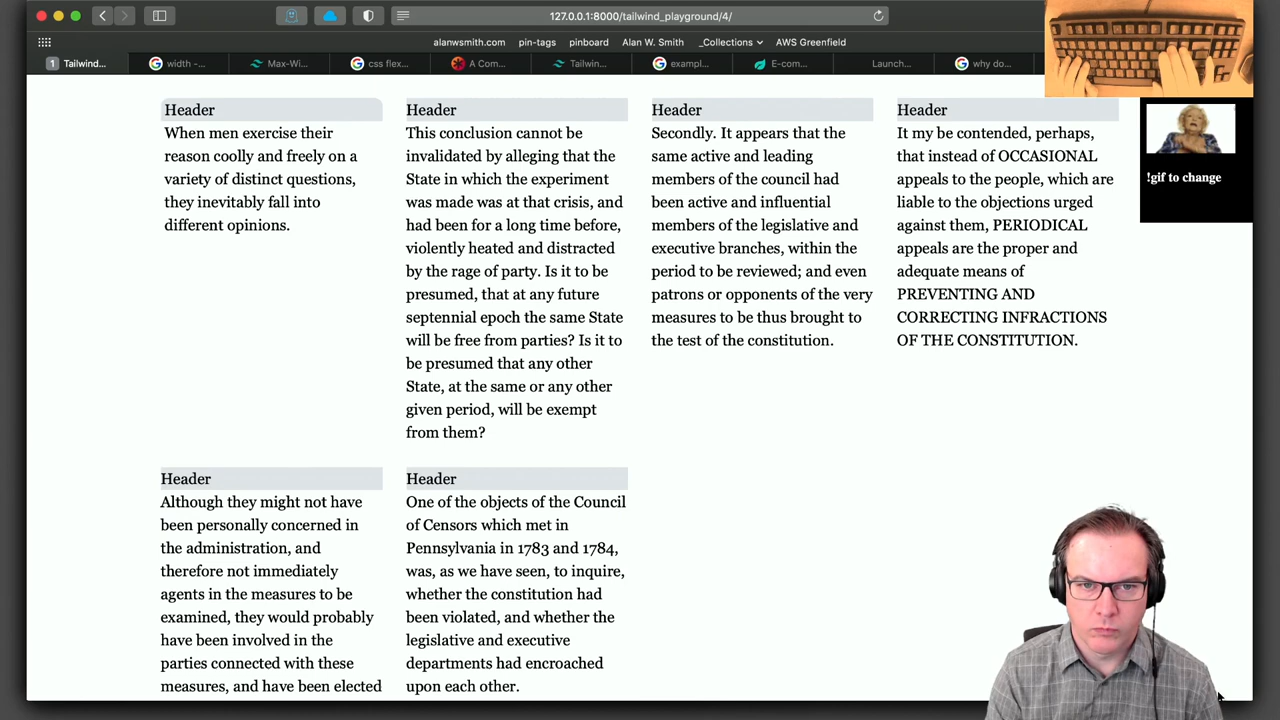 127.0.0.1:8000/tailwind_playground/4/
alanwsmith.com pin-tags pinboard Alan W. Smith _Collections AWS Greenfield
1 Tailwind... width -... Max-Wi... css flex... A Com... Tailwin... exampl... E-com... Launch... why do...
Header
When men exercise their
reason coolly and freely on a
variety of distinct questions,
they inevitably fall into
different opinions.
Header
This conclusion cannot be
invalidated by alleging that the
State in which the experiment
was made was at that crisis, and
had been for a long time before,
violently heated and distracted
by the rage of party. Is it to be
presumed, that at any future
septennial epoch the same State
will be free from parties? Is it to
be presumed that any other
State, at the same or any other
given period, will be exempt
from them?
Header
Secondly. It appears that the
same active and leading
members of the council had
been active and influential
members of the legislative and
executive branches, within the
period to be reviewed; and even
patrons or opponents of the very
measures to be thus brought to
the test of the constitution.
Header
It my be contended, perhaps,
that instead of OCCASIONAL
appeals to the people, which are
liable to the objections urged
against them, PERIODICAL
appeals are the proper and
adequate means of
PREVENTING AND
CORRECTING INFRACTIONS
OF THE CONSTITUTION.
!gif to change
Header
Although they might not have
been personally concerned in
the administration, and
therefore not immediately
agents in the measures to be
examined, they would probably
have been involved in the
parties connected with these
measures, and have been elected
Header
One of the objects of the Council
of Censors which met in
Pennsylvania in 1783 and 1784,
was, as we have seen, to inquire,
whether the constitution had
been violated, and whether the
legislative and executive
departments had encroached
upon each other.